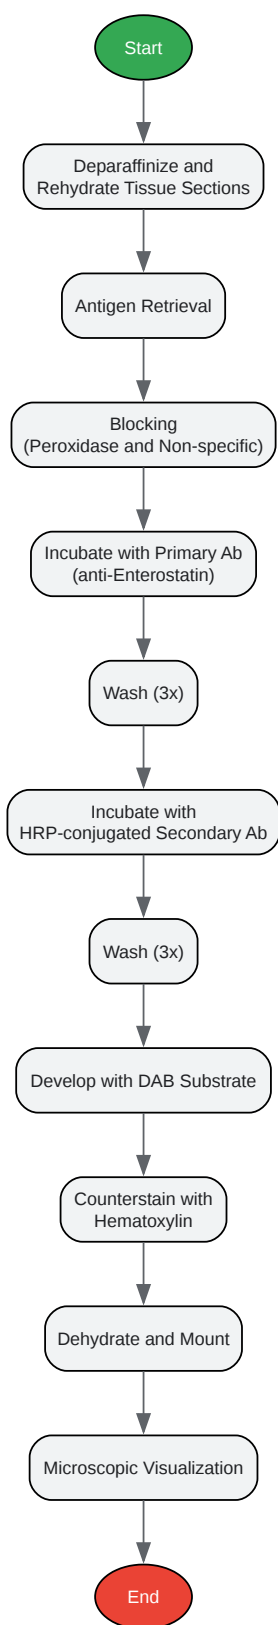 Start
Deparaffinize and
Rehydrate Tissue Sections
Antigen Retrieval
Blocking
(Peroxidase and Non-specific)
Incubate with Primary Ab
(anti-Enterostatin)
Wash (3x)
Incubate with
HRP-conjugated Secondary Ab
Wash (3x)
Develop with DAB Substrate
Counterstain with
Hematoxylin
Dehydrate and Mount
Microscopic Visualization
End